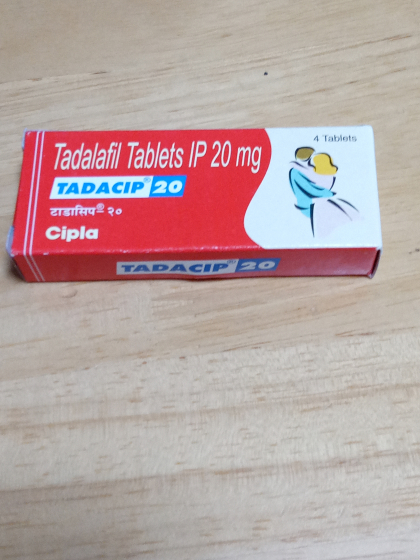 4 Tablets
Tadalafil Tablets IP 20 mg
TADACIP® 20
टाडासिप® २०
Cipla
TADACIP® 20